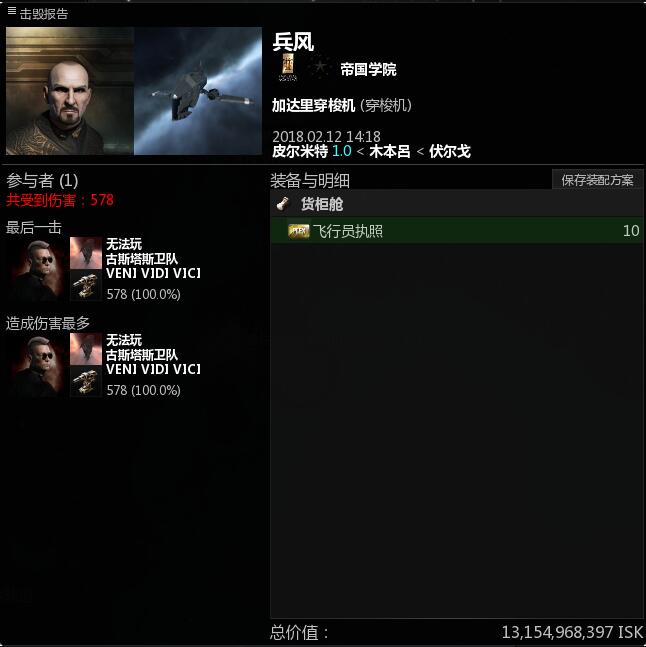 击毁报告
兵风
帝国学院
加达里穿梭机 (穿梭机)
2018.02.12 14:18
皮尔米特 1.0 < 木本吕 < 伏尔戈
参与者 (1)
共受到伤害：578
最后一击
无法玩
古斯塔斯卫队
VENI VIDI VICI
578 (100.0%)
造成伤害最多
无法玩
古斯塔斯卫队
VENI VIDI VICI
578 (100.0%)
装备与明细
保存装配方案
货柜舱
PLEX 飞行员执照 10
总价值： 13,154,968,397 ISK